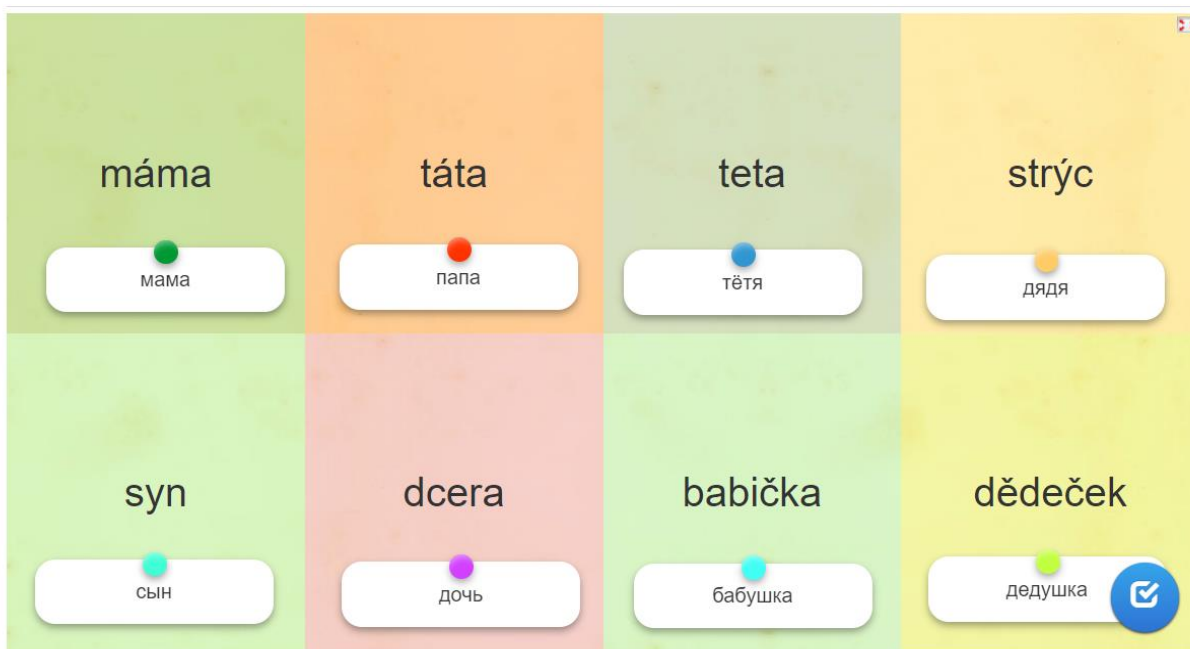 máma
táta
teta
strýc
мама
папа
тётя
дядя
syn
dcera
babička
dědeček
сын
дочь
бабушка
дедушка